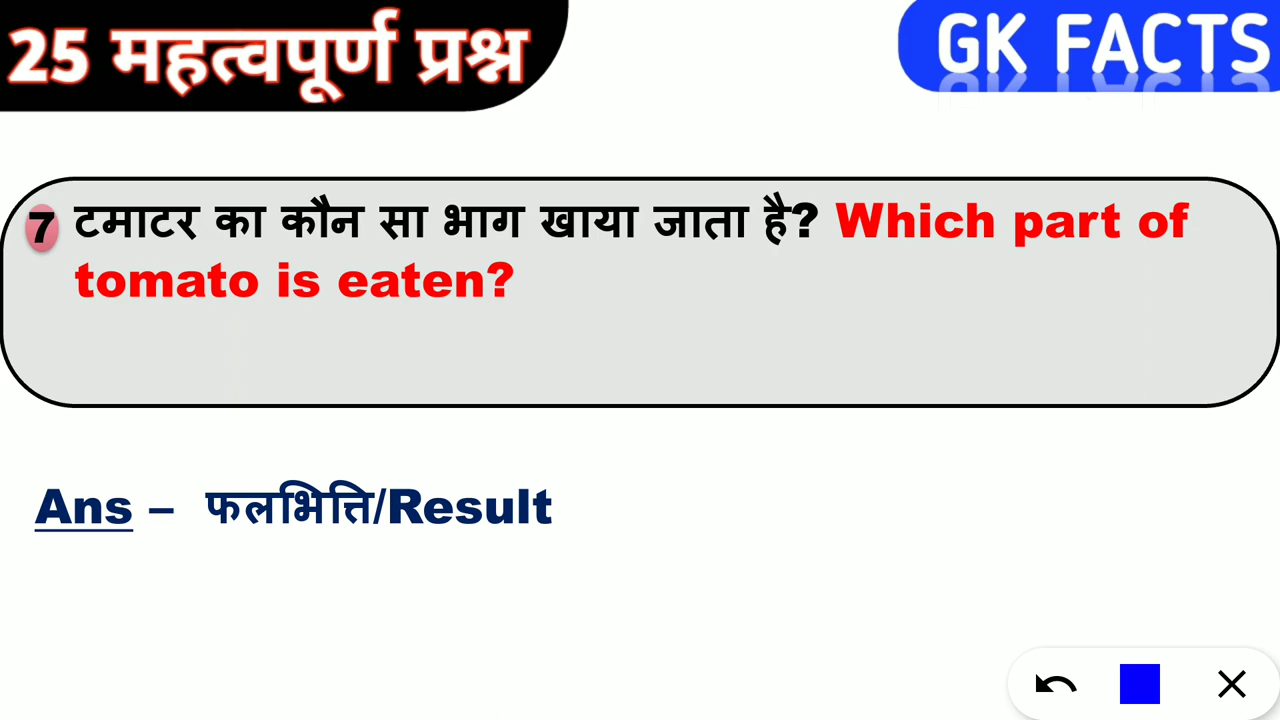 25 महत्वपूर्ण प्रश्न
GK FACTS
7 टमाटर का कौन सा भाग खाया जाता है? Which part of
tomato is eaten?
Ans – फलभित्ति/Result